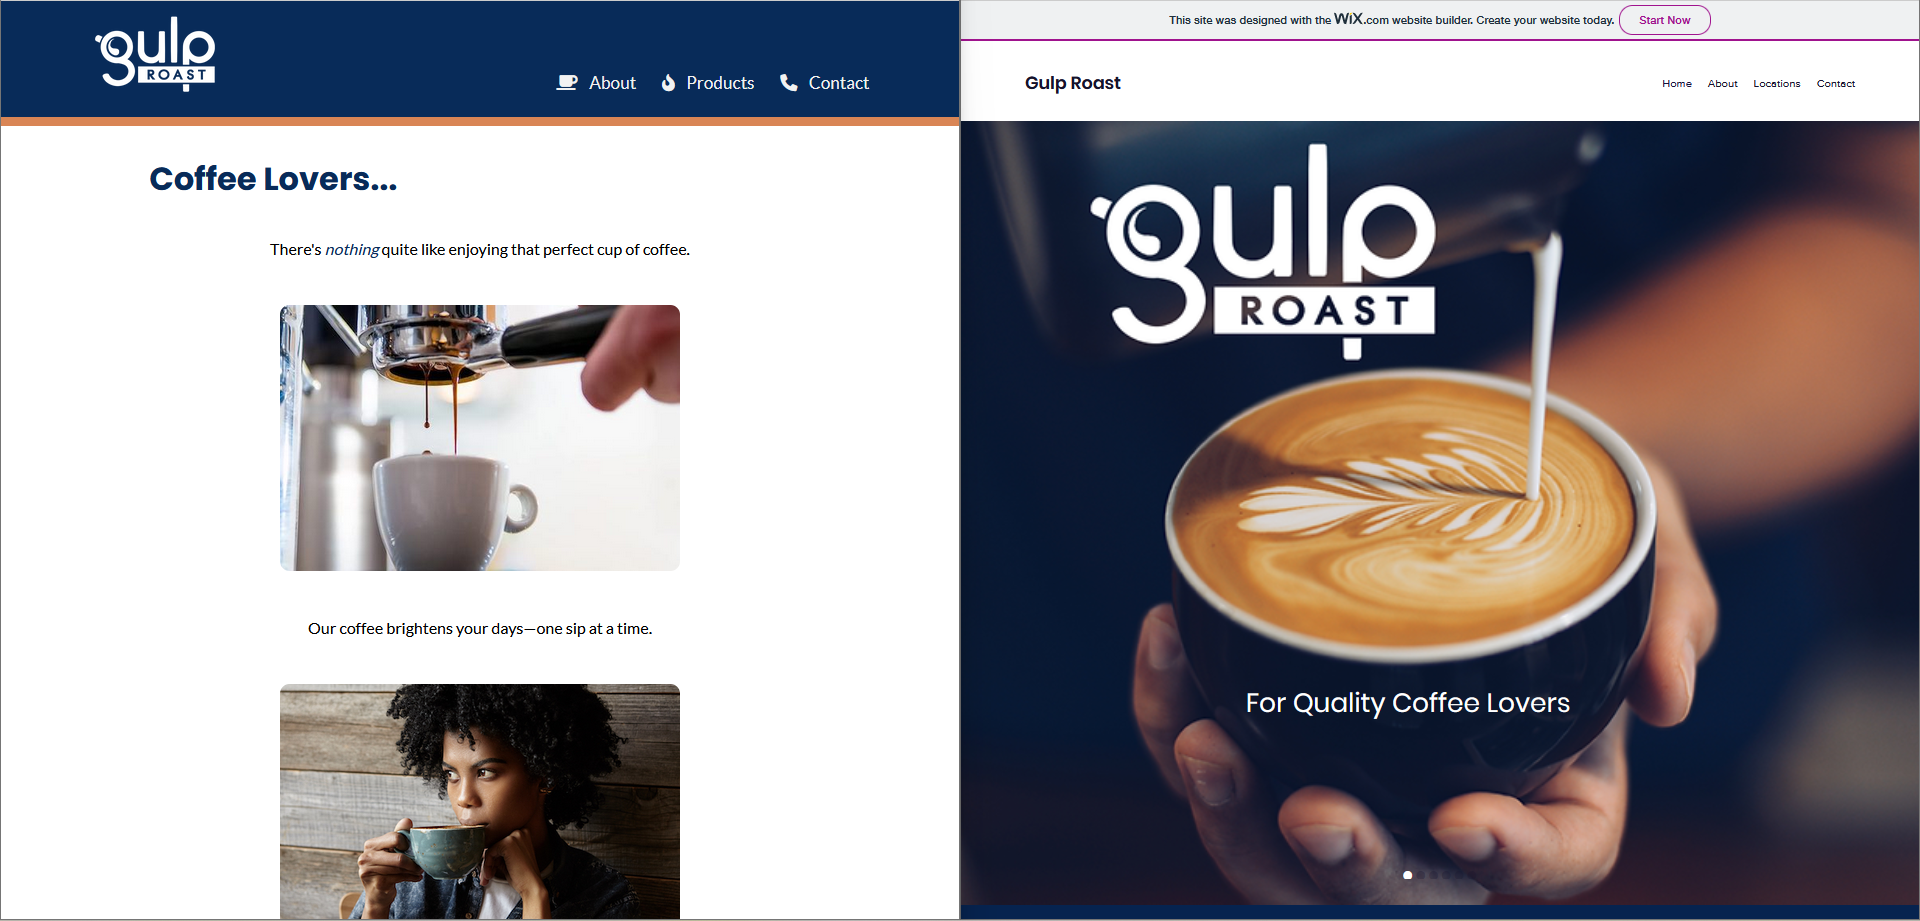 gulp
ROAST
About
Products
Contact
Coffee Lovers...
There's nothing quite like enjoying that perfect cup of coffee.
Our coffee brightens your days—one sip at a time.
This site was designed with the WiX.com website builder. Create your website today.
Start Now
Gulp Roast
Home
About
Locations
Contact
gulp
ROAST
For Quality Coffee Lovers